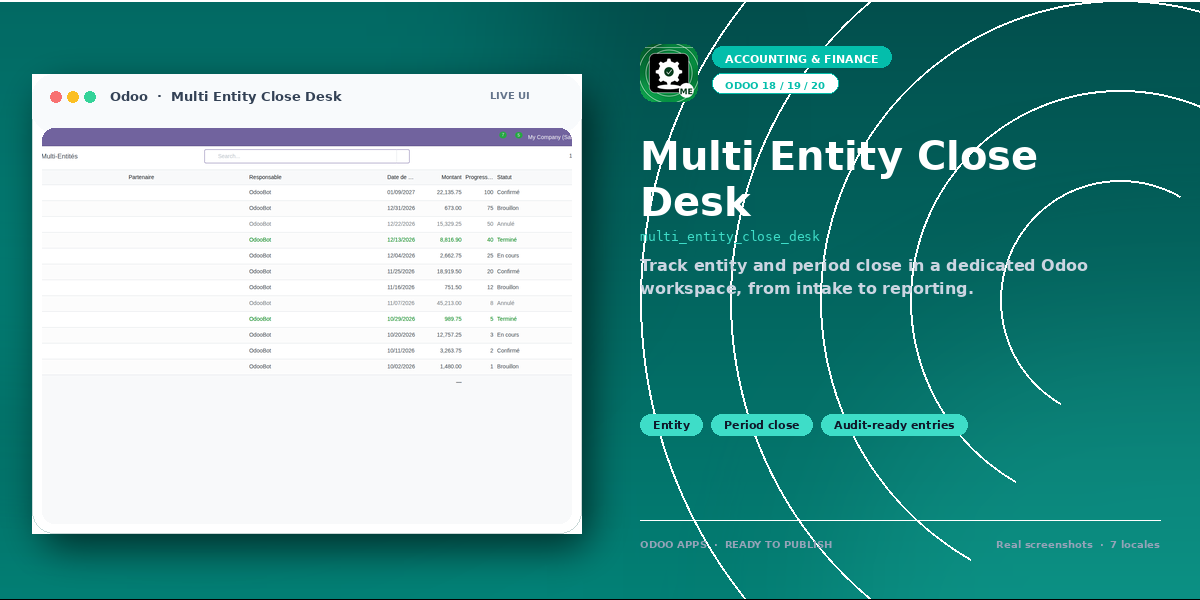 Odoo · Multi Entity Close Desk
LIVE UI
My Company (Sa
Multi-Entités
Search...
1
Partenaire Responsable Date de ... Montant Progress... Statut
OdooBot 01/09/2027 22,135.75 100 Confirmé
OdooBot 12/31/2026 673.00 75 Brouillon
OdooBot 12/22/2026 15,329.25 50 Annulé
OdooBot 12/13/2026 8,816.90 40 Terminé
OdooBot 12/04/2026 2,662.75 25 En cours
OdooBot 11/25/2026 18,919.50 20 Confirmé
OdooBot 11/16/2026 751.50 12 Brouillon
OdooBot 11/07/2026 45,213.00 8 Annulé
OdooBot 10/29/2026 989.75 5 Terminé
OdooBot 10/20/2026 12,757.25 3 En cours
OdooBot 10/11/2026 3,263.75 2 Confirmé
OdooBot 10/02/2026 1,480.00 1 Brouillon
—
ME
ACCOUNTING & FINANCE
ODOO 18 / 19 / 20
Multi Entity Close
Desk
multi_entity_close_desk
Track entity and period close in a dedicated Odoo
workspace, from intake to reporting.
Entity
Period close
Audit-ready entries
ODOO APPS · READY TO PUBLISH
Real screenshots · 7 locales